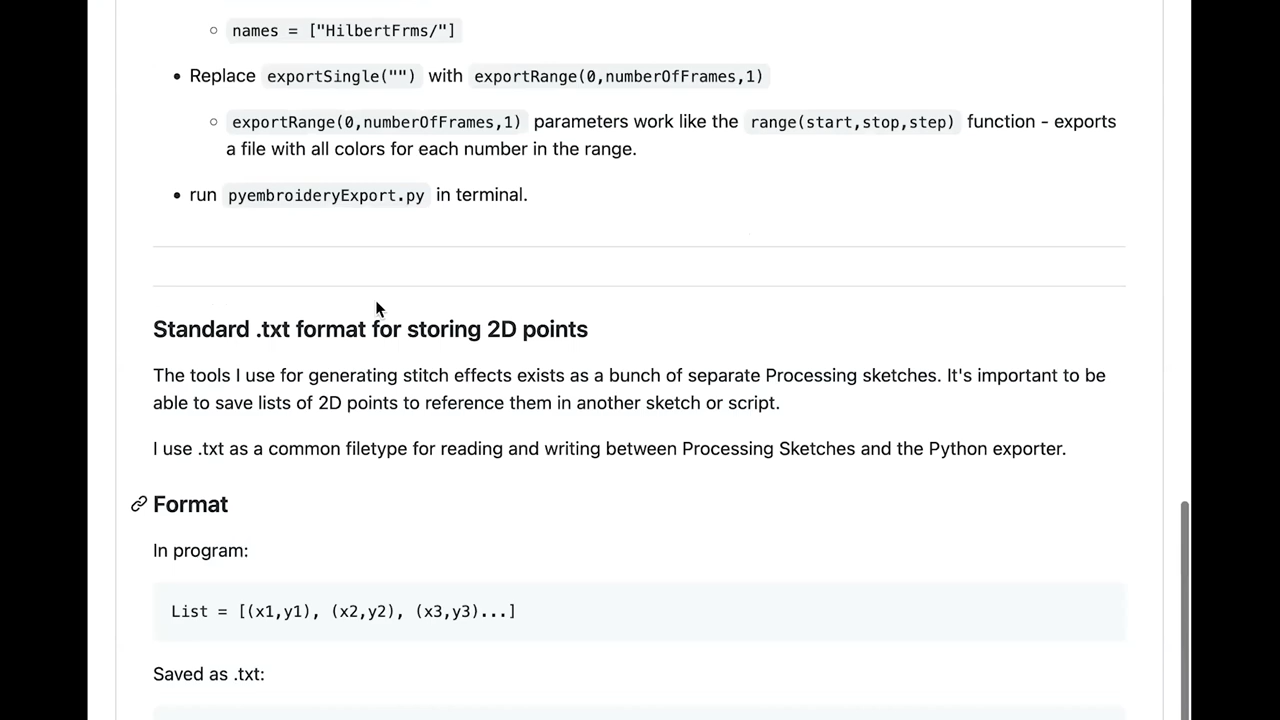 names = ["HilbertFrms/"]
Replace exportSingle("") with exportRange(0,numberOfFrames,1)
exportRange(0,numberOfFrames,1) parameters work like the range(start,stop,step) function - exports
a file with all colors for each number in the range.
run pyembroideryExport.py in terminal.
Standard .txt format for storing 2D points
The tools I use for generating stitch effects exists as a bunch of separate Processing sketches. It's important to be
able to save lists of 2D points to reference them in another sketch or script.
I use .txt as a common filetype for reading and writing between Processing Sketches and the Python exporter.
Format
In program:
List = [(x1,y1), (x2,y2), (x3,y3)...]
Saved as .txt: